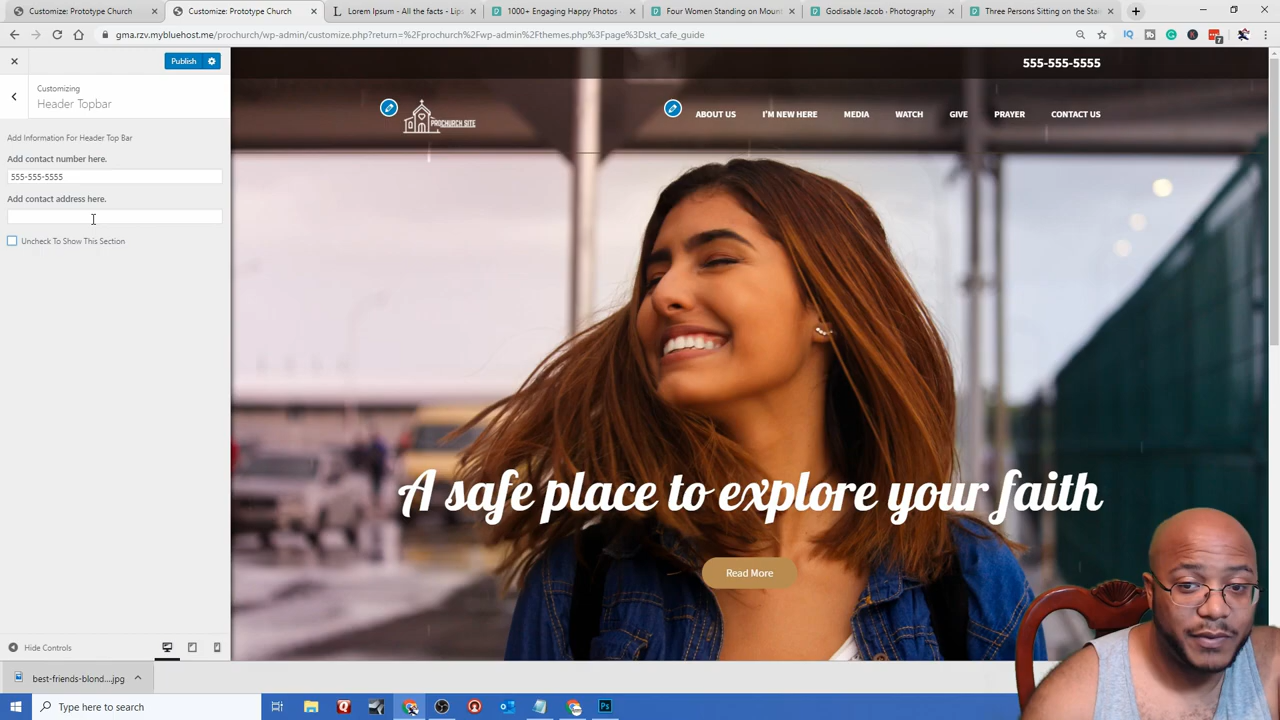 Customize: Prototype Church
Customize: Prototype Church
Lorem Ipsum - All the facts - Lips
1000+ Engaging Happy Photos
Four Women Standing on Mount
Godisable Jacob · Photography
Three Persons Sitting on the Stai
gma.rzv.mybluehost.me/prochurch/wp-admin/customize.php?return=%2Fprochurch%2Fwp-admin%2Fthemes.php%3Fpage%3Dskt_cafe_guide
Publish
Customizing
Header Topbar
Add Information For Header Top Bar
Add contact number here.
555-555-5555
Add contact address here.
Uncheck To Show This Section
Hide Controls
555-555-5555
PROCHURCH SITE
ABOUT US
I'M NEW HERE
MEDIA
WATCH
GIVE
PRAYER
CONTACT US
A safe place to explore your faith
Read More
best-friends-blond....jpg
Type here to search